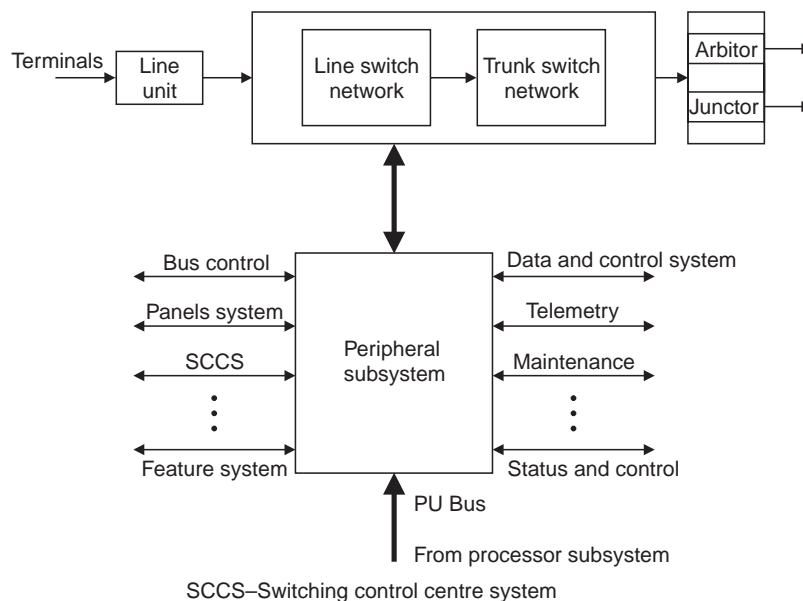 Terminals
Line
unit
Line switch
network
Trunk switch
network
Arbitor
Junctor
Bus control
Panels system
SCCS
Feature system
Peripheral
subsystem
Data and control system
Telemetry
Maintenance
Status and control
PU Bus
From processor subsystem
SCCS–Switching control centre system